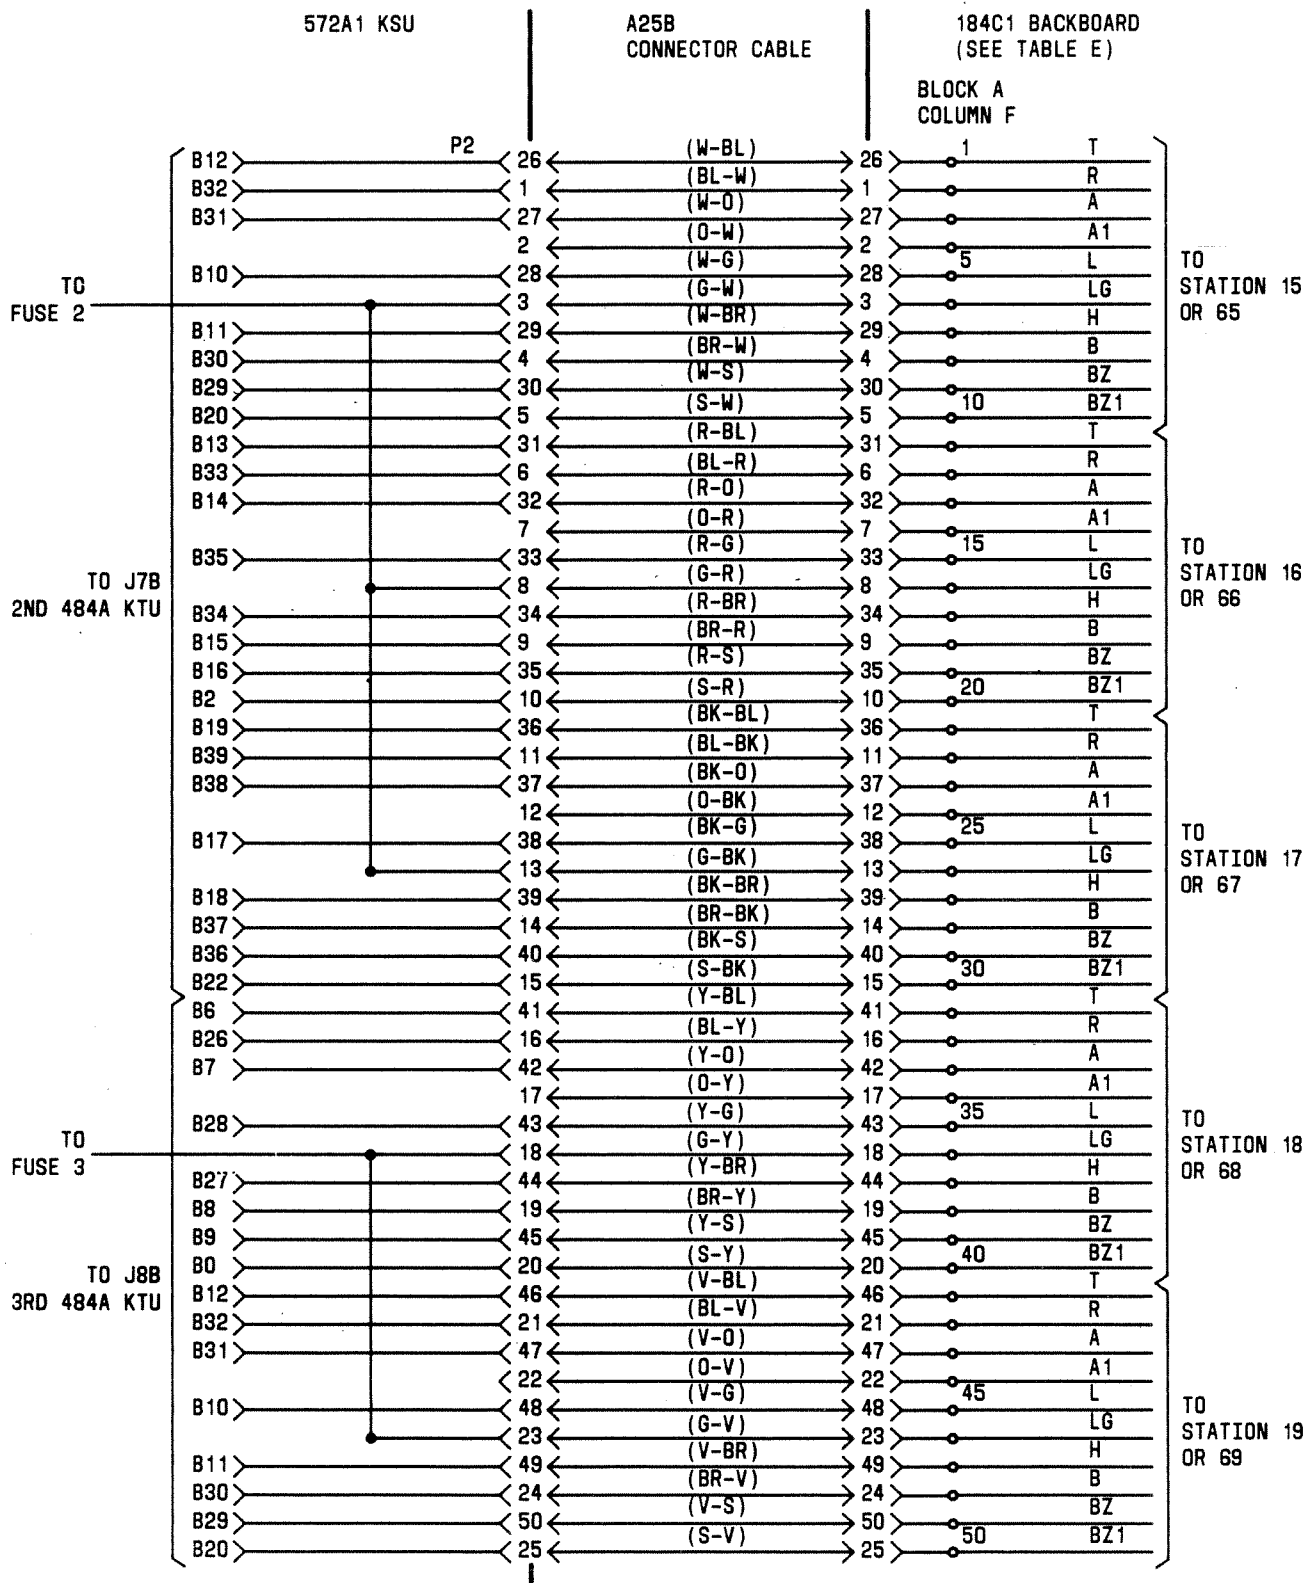 572A1 KSU A25B 184C1 BACKBOARD
CONNECTOR CABLE (SEE TABLE E)
BLOCK A
COLUMN F
P2
B12 26 (W-BL) 26 1 T
B32 1 (BL-W) 1 R
B31 27 (W-O) 27 A
2 (O-W) 2 A1
B10 28 (W-G) 28 5 L
3 (G-W) 3 LG
B11 29 (W-BR) 29 H
B30 4 (BR-W) 4 B
B29 30 (W-S) 30 BZ
B20 5 (S-W) 5 10 BZ1
TO
FUSE 2
TO
STATION 15
OR 65
B13 31 (R-BL) 31 T
B33 6 (BL-R) 6 R
B14 32 (R-O) 32 A
7 (O-R) 7 A1
B35 33 (R-G) 33 15 L
8 (G-R) 8 LG
B34 34 (R-BR) 34 H
B15 9 (BR-R) 9 B
B16 35 (R-S) 35 BZ
B2 10 (S-R) 10 20 BZ1
TO J7B
2ND 484A KTU
TO
STATION 16
OR 66
B19 36 (BK-BL) 36 T
B39 11 (BL-BK) 11 R
B38 37 (BK-O) 37 A
12 (O-BK) 12 A1
B17 38 (BK-G) 38 25 L
13 (G-BK) 13 LG
B18 39 (BK-BR) 39 H
B37 14 (BR-BK) 14 B
B36 40 (BK-S) 40 BZ
B22 15 (S-BK) 15 30 BZ1
TO
STATION 17
OR 67
B6 41 (Y-BL) 41 T
B26 16 (BL-Y) 16 R
B7 42 (Y-O) 42 A
17 (O-Y) 17 A1
B28 43 (Y-G) 43 35 L
18 (G-Y) 18 LG
B27 44 (Y-BR) 44 H
B8 19 (BR-Y) 19 B
B9 45 (Y-S) 45 BZ
B0 20 (S-Y) 20 40 BZ1
TO
FUSE 3
TO
STATION 18
OR 68
TO J8B
3RD 484A KTU
B12 46 (V-BL) 46 T
B32 21 (BL-V) 21 R
B31 47 (V-O) 47 A
22 (O-V) 22 A1
B10 48 (V-G) 48 45 L
23 (G-V) 23 LG
B11 49 (V-BR) 49 H
B30 24 (BR-V) 24 B
B29 50 (V-S) 50 BZ
B20 25 (S-V) 25 50 BZ1
TO
STATION 19
OR 69